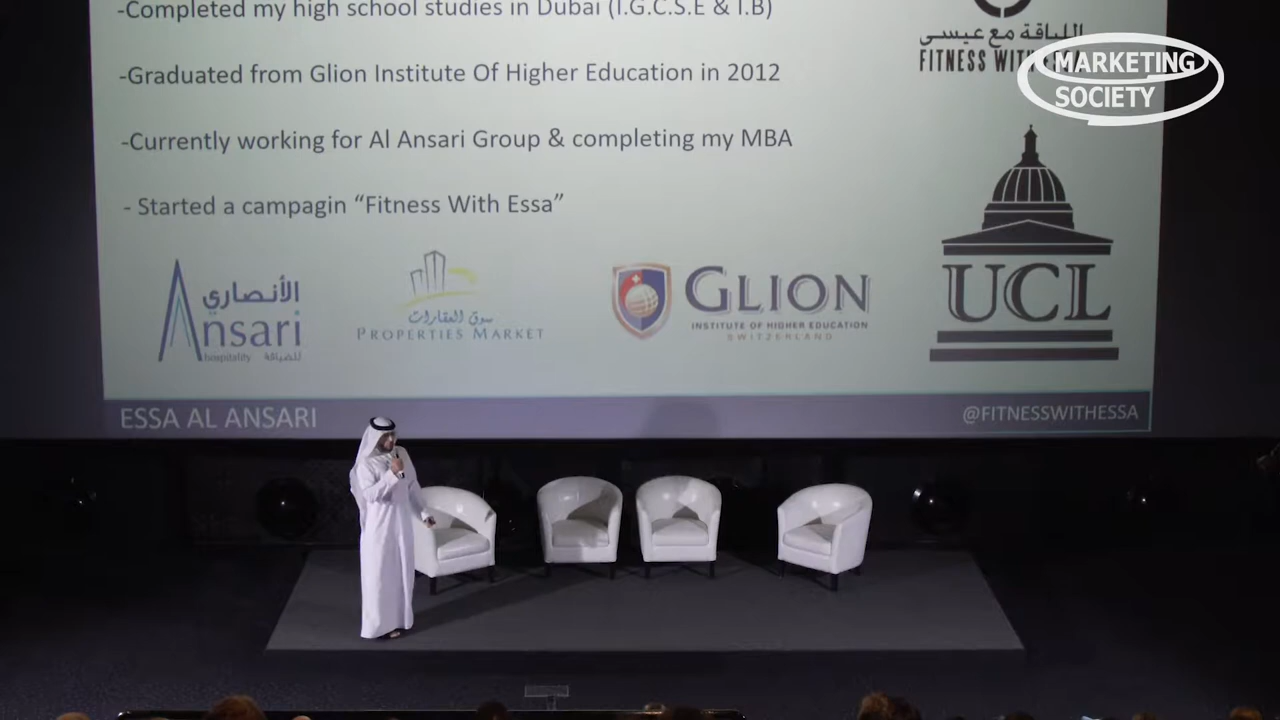 -Completed my high school studies in Dubai (I.G.C.S.E & I.B)
-Graduated from Glion Institute Of Higher Education in 2012
-Currently working for Al Ansari Group & completing my MBA
- Started a campagin “Fitness With Essa”
اللياقة مع عيسى
FITNESS WITH ESSA
MARKETING
SOCIETY
الأنصاري
Ansari
hospitality للضيافة
سوق العقارات
PROPERTIES MARKET
GLION
INSTITUTE OF HIGHER EDUCATION
SWITZERLAND
UCL
ESSA AL ANSARI
@FITNESSWITHESSA